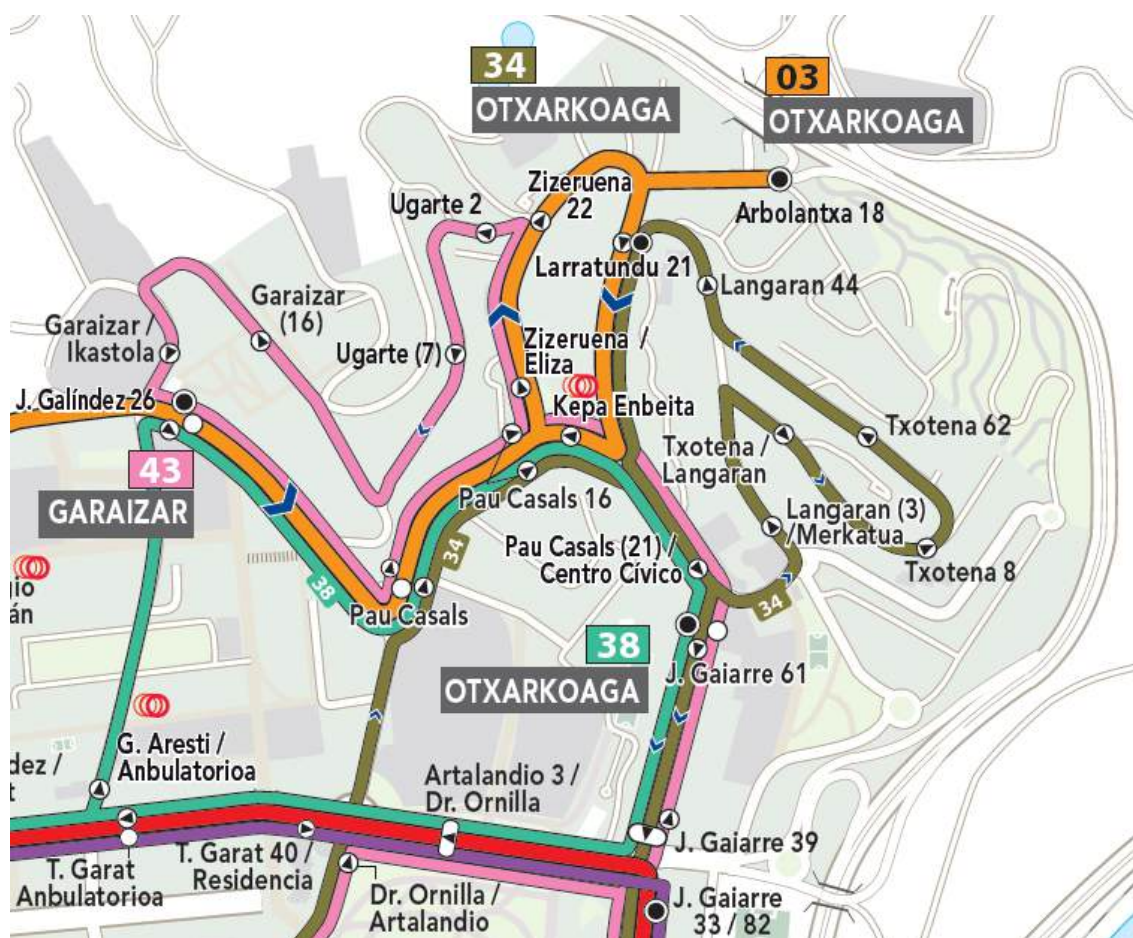 34
OTXARKOAGA
03
OTXARKOAGA
Zizeruena
22
Ugarte 2
Arbolantxa 18
Larratundu 21
Langaran 44
Garaizar
(16)
Garaizar /
Ikastola
Ugarte (7)
Zizeruena /
Eliza
J. Galíndez 26
Kepa Enbeita
Txotena 62
Txotena /
Langaran
43
GARAIZAR
Pau Casals 16
Langaran (3)
/Merkatua
Pau Casals (21) /
Centro Cívico
Txotena 8
34
38
34
Pau Casals
gio
án
38
OTXARKOAGA
J. Gaiarre 61
G. Aresti /
Anbulatorioa
dez /
t
Artalandio 3 /
Dr. Ornilla
J. Gaiarre 39
T. Garat
Anbulatorioa
T. Garat 40 /
Residencia
Dr. Ornilla /
Artalandio
J. Gaiarre
33 / 82